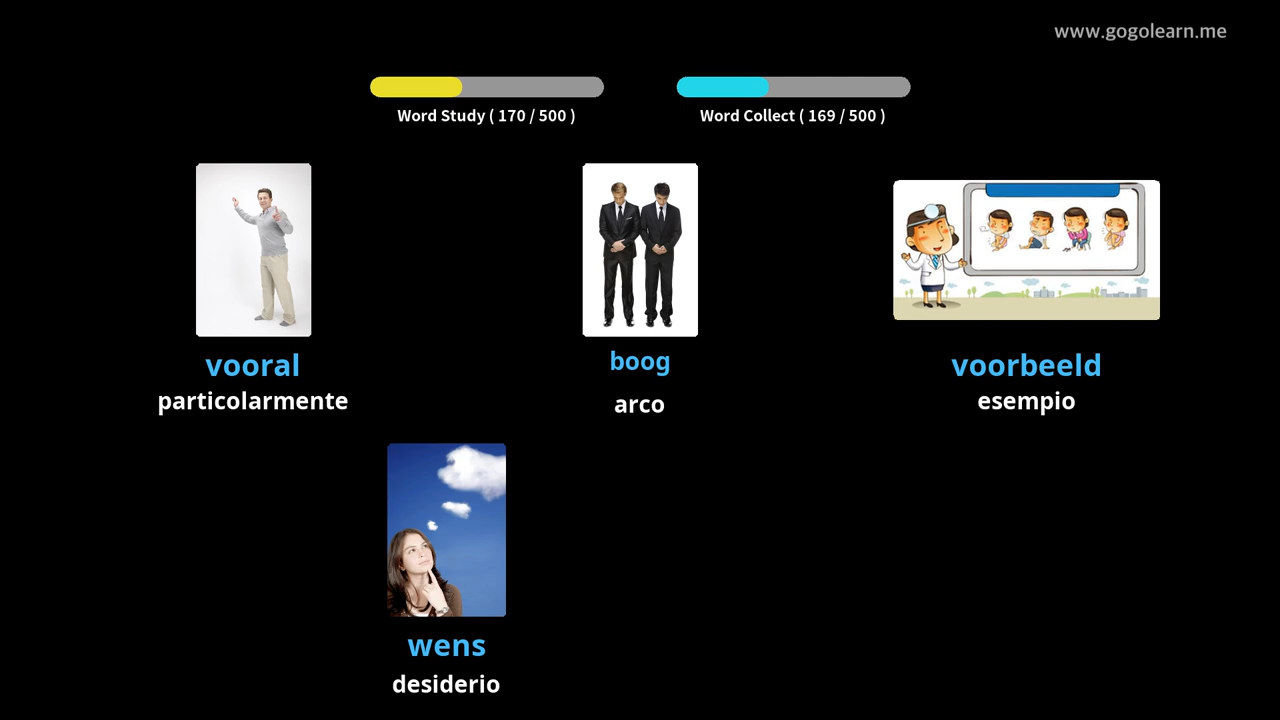 www.gogolearn.me
Word Study ( 170 / 500 )
Word Collect ( 169 / 500 )
vooral
particolarmente
boog
arco
voorbeeld
esempio
wens
desiderio